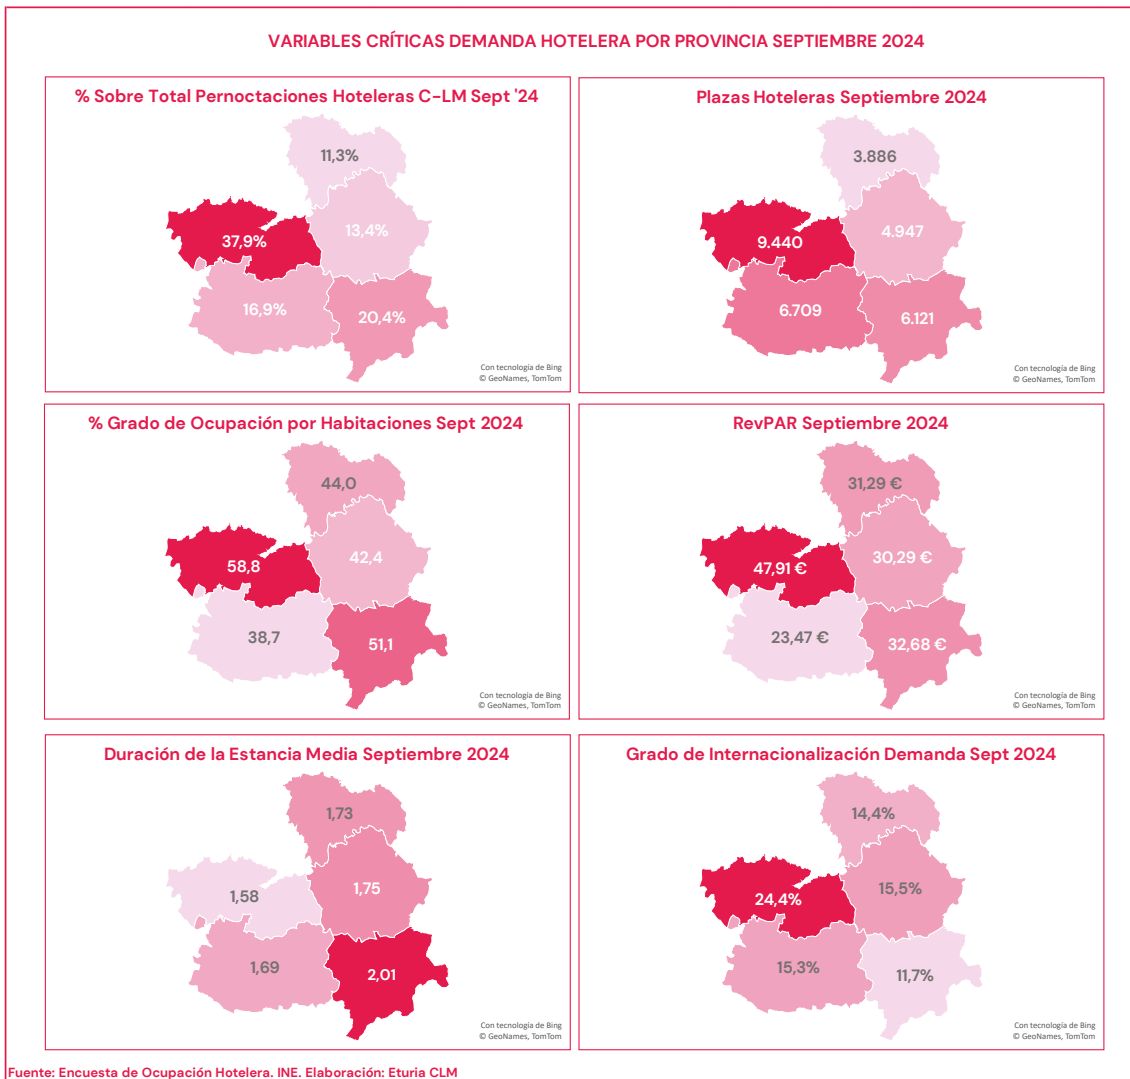 VARIABLES CRÍTICAS DEMANDA HOTELERA POR PROVINCIA SEPTIEMBRE 2024
% Sobre Total Pernoctaciones Hoteleras C-LM Sept '24
11,3%
37,9%
13,4%
16,9%
20,4%
Con tecnología de Bing
© GeoNames, TomTom
Plazas Hoteleras Septiembre 2024
3.886
9.440
4.947
6.709
6.121
Con tecnología de Bing
© GeoNames, TomTom
% Grado de Ocupación por Habitaciones Sept 2024
44,0
58,8
42,4
38,7
51,1
Con tecnología de Bing
© GeoNames, TomTom
RevPAR Septiembre 2024
31,29 €
47,91 €
30,29 €
23,47 €
32,68 €
Con tecnología de Bing
© GeoNames, TomTom
Duración de la Estancia Media Septiembre 2024
1,73
1,58
1,75
1,69
2,01
Con tecnología de Bing
© GeoNames, TomTom
Grado de Internacionalización Demanda Sept 2024
14,4%
24,4%
15,5%
15,3%
11,7%
Con tecnología de Bing
© GeoNames, TomTom
Fuente: Encuesta de Ocupación Hotelera. INE. Elaboración: Eturia CLM